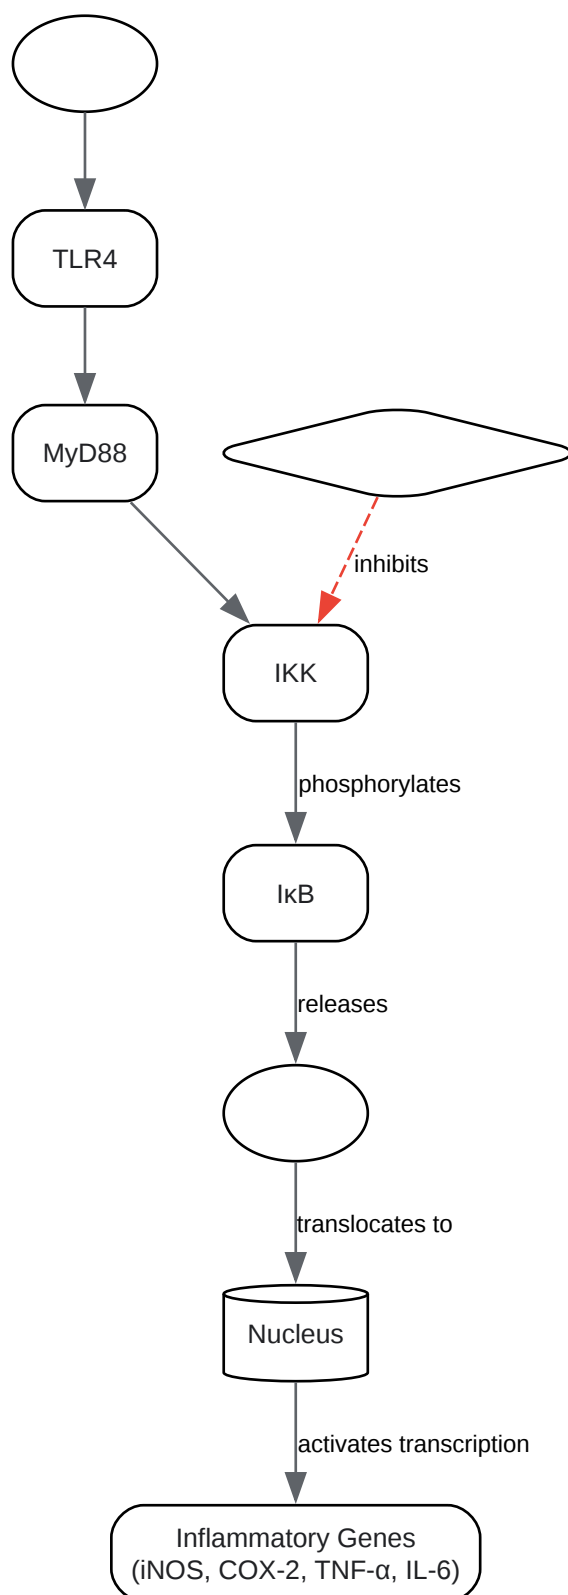 TLR4
MyD88
inhibits
IKK
phosphorylates
IκB
releases
translocates to
Nucleus
activates transcription
Inflammatory Genes
(iNOS, COX-2, TNF-α, IL-6)